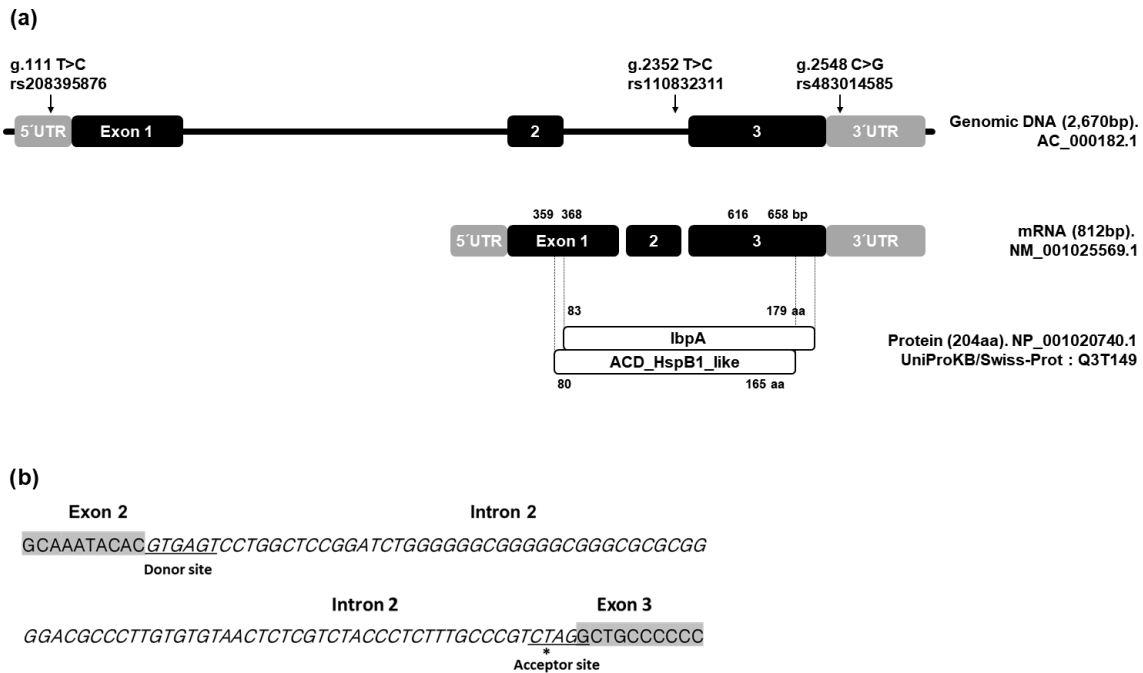 (a)
g.111 T>C
rs208395876
g.2352 T>C
rs110832311
g.2548 C>G
rs483014585
5´UTR Exon 1 2 3 3´UTR
Genomic DNA (2,670bp).
AC_000182.1
359 368 616 658 bp
5´UTR Exon 1 2 3 3´UTR
mRNA (812bp).
NM_001025569.1
83 179 aa
IbpA
ACD_HspB1_like
80 165 aa
Protein (204aa). NP_001020740.1
UniProKB/Swiss-Prot : Q3T149
(b)
Exon 2 Intron 2
GCAAATACACGTGAGTCCTGGCTCCGGATCTGGGGGGCGGGGGCGGGCGCGCGG
Donor site
Intron 2 Exon 3
GGACGCCCTTGTGTGTAACTCTCGTCTACCCTCTTTGCCCGTCTAGGCTGCCCCCC
*
Acceptor site